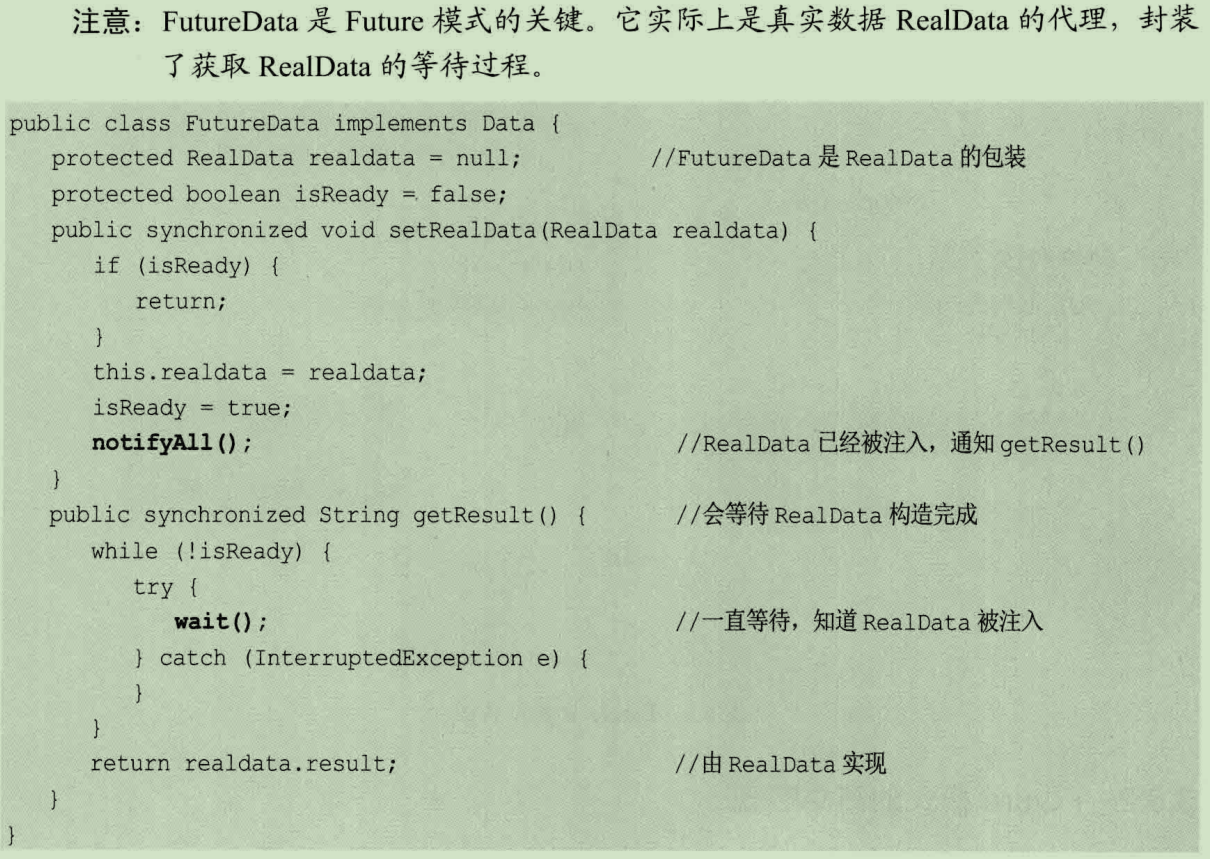 注意：FutureData 是 Future 模式的关键。它实际上是真实数据 RealData 的代理，封装
了获取 RealData 的等待过程。
public class FutureData implements Data {
protected RealData realdata = null; //FutureData 是 RealData 的包装
protected boolean isReady = false;
public synchronized void setRealData(RealData realdata) {
if (isReady) {
return;
}
this.realdata = realdata;
isReady = true;
notifyAll(); //RealData 已经被注入，通知 getResult()
}
public synchronized String getResult() { //会等待 RealData 构造完成
while (!isReady) {
try {
wait(); //一直等待，知道 RealData 被注入
} catch (InterruptedException e) {
}
}
return realdata.result; //由 RealData 实现
}
}